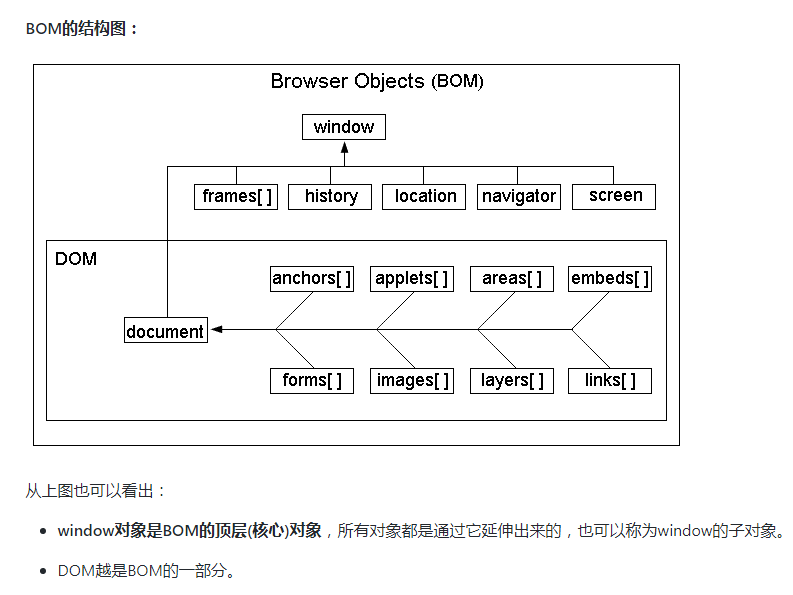 BOM的结构图：
Browser Objects (BOM)
window
frames[ ] history location navigator screen
DOM
anchors[ ] applets[ ] areas[ ] embeds[ ]
document
forms[ ] images[ ] layers[ ] links[ ]
从上图也可以看出：
window对象是BOM的顶层(核心)对象，所有对象都是通过它延伸出来的，也可以称为window的子对象。
DOM越是BOM的一部分。